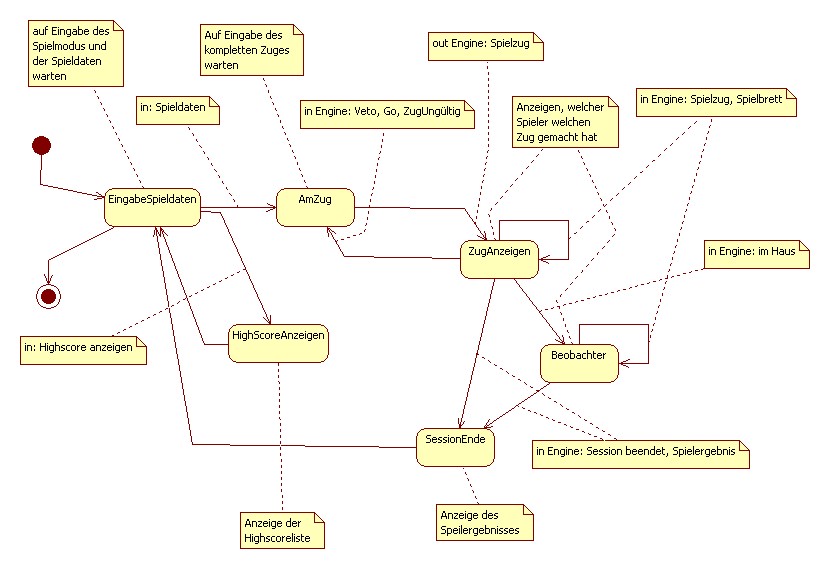 auf Eingabe des
Spielmodus und
der Spieldaten
warten
Auf Eingabe des
kompletten Zuges
warten
out Engine: Spielzug
in: Spieldaten
in Engine: Veto, Go, ZugUngültig
Anzeigen, welcher
Spieler welchen
Zug gemacht hat
in Engine: Spielzug, Spielbrett
EingabeSpieldaten
AmZug
ZugAnzeigen
in Engine: im Haus
in: Highscore anzeigen
HighScoreAnzeigen
Beobachter
SessionEnde
in Engine: Session beendet, Spielergebnis
Anzeige der
Highscoreliste
Anzeige des
Speilergebnisses